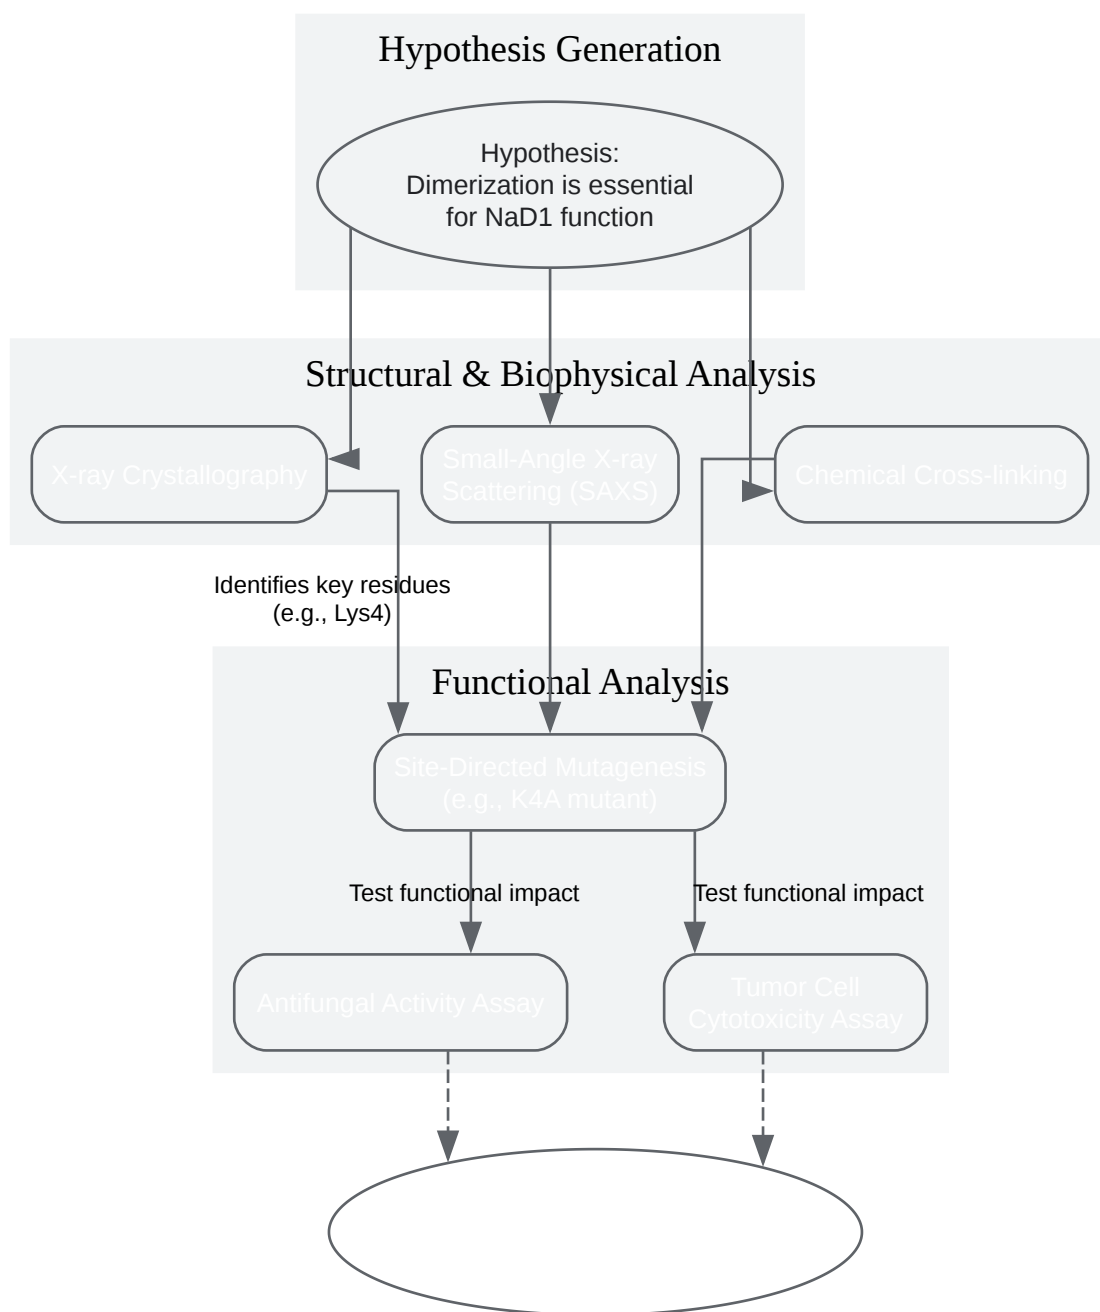 Hypothesis Generation
Hypothesis:
Dimerization is essential
for NaD1 function
Structural & Biophysical Analysis
X-ray Crystallography
Small-Angle X-ray
Scattering (SAXS)
Chemical Cross-linking
Identifies key residues
(e.g., Lys4)
Functional Analysis
Site-Directed Mutagenesis
(e.g., K4A mutant)
Test functional impact
Test functional impact
Antifungal Activity Assay
Tumor Cell
Cytotoxicity Assay